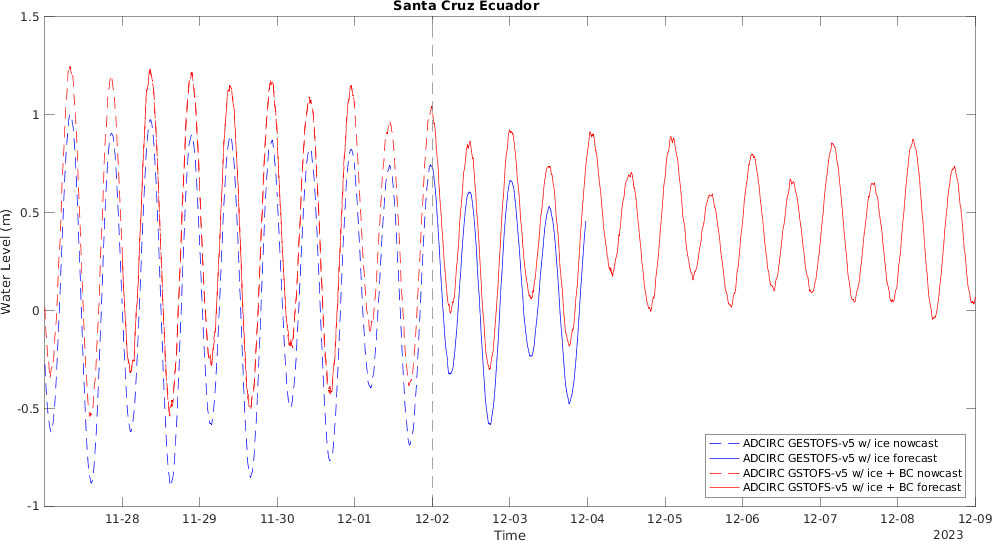 Santa Cruz Ecuador
1.5
1
0.5
0
-0.5
-1
Water Level (m)
11-28 11-29 11-30 12-01 12-02 12-03 12-04 12-05 12-06 12-07 12-08 12-09
Time
2023
ADCIRC GESTOFS-v5 w/ ice nowcast
ADCIRC GESTOFS-v5 w/ ice forecast
ADCIRC GSTOFS-v5 w/ ice + BC nowcast
ADCIRC GSTOFS-v5 w/ ice + BC forecast